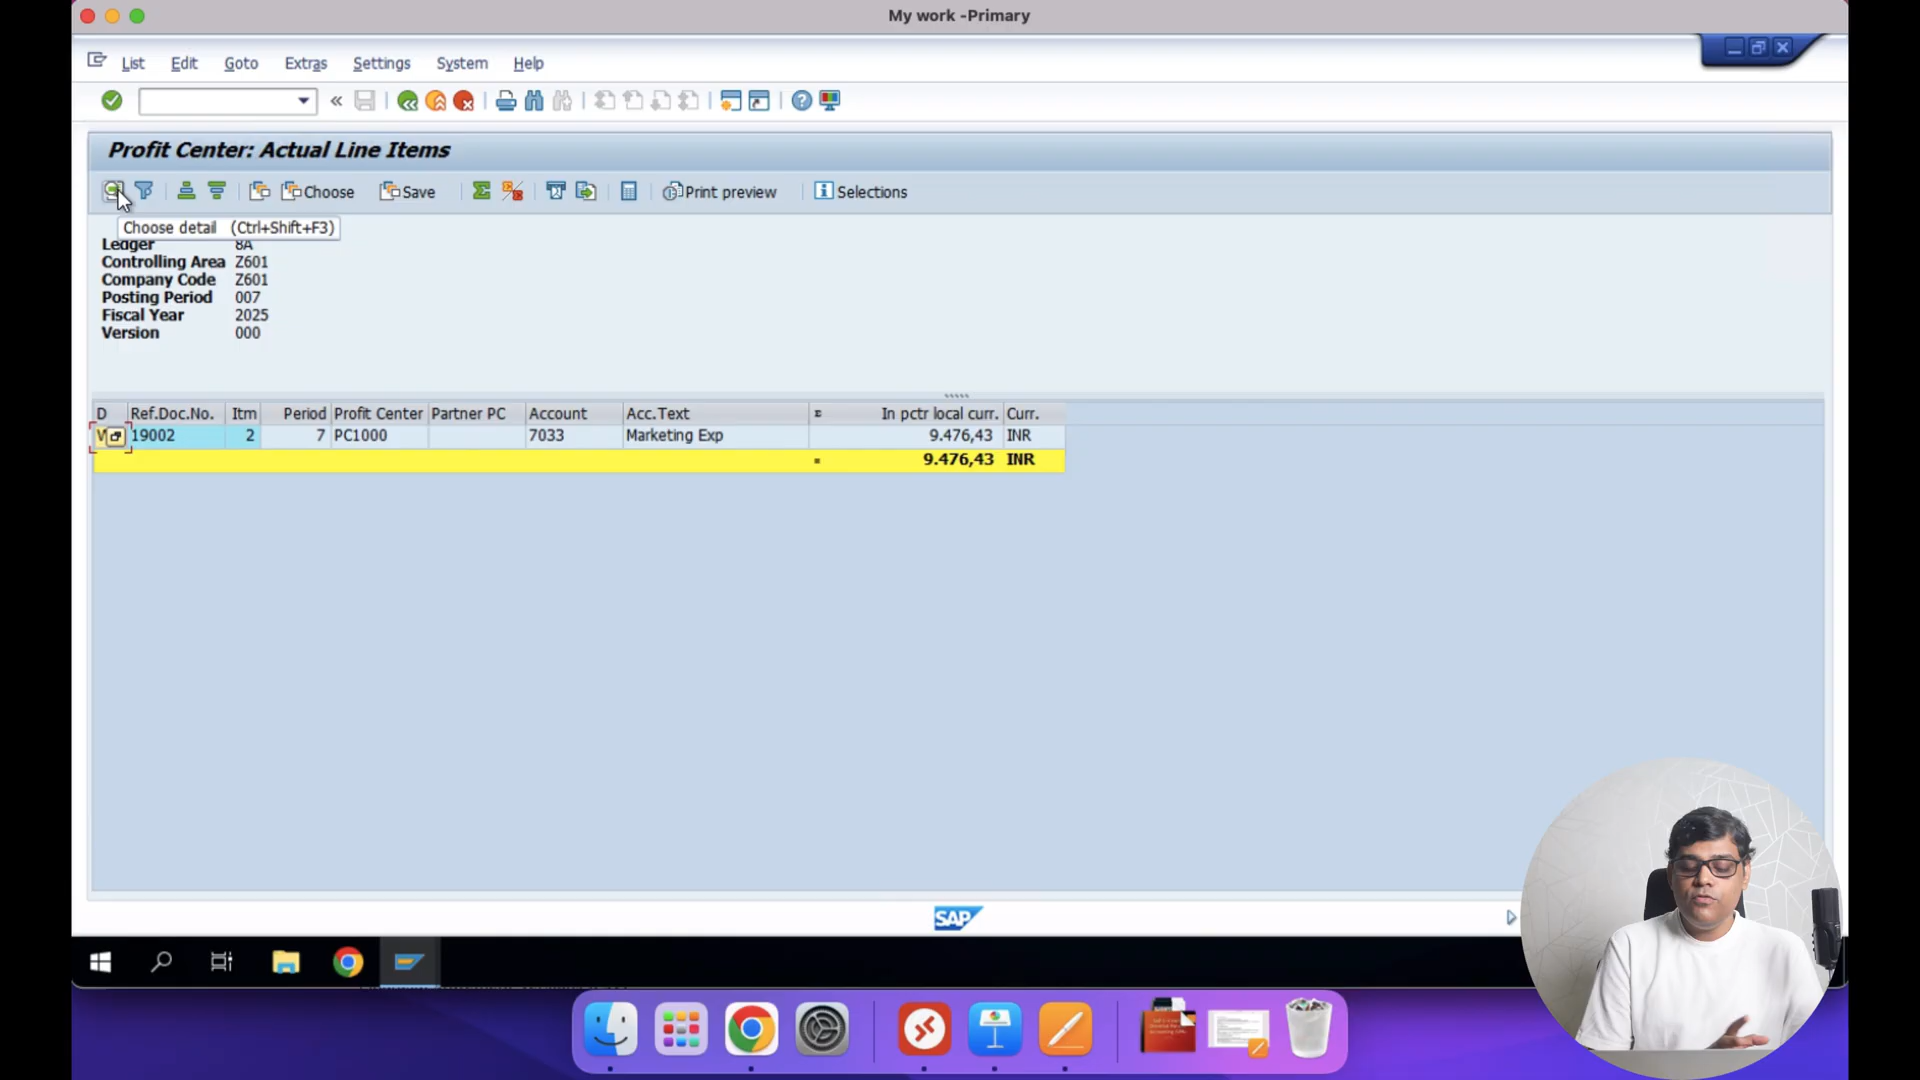 My work -Primary
List Edit Goto Extras Settings System Help
Profit Center: Actual Line Items
Choose Save Print preview Selections
Choose detail (Ctrl+Shift+F3)
Ledger 8A
Controlling Area Z601
Company Code Z601
Posting Period 007
Fiscal Year 2025
Version 000
D Ref.Doc.No. Itm Period Profit Center Partner PC Account Acc.Text Σ In pctr local curr. Curr.
19002 2 7 PC1000 7033 Marketing Exp 9.476,43 INR
9.476,43 INR
SAP